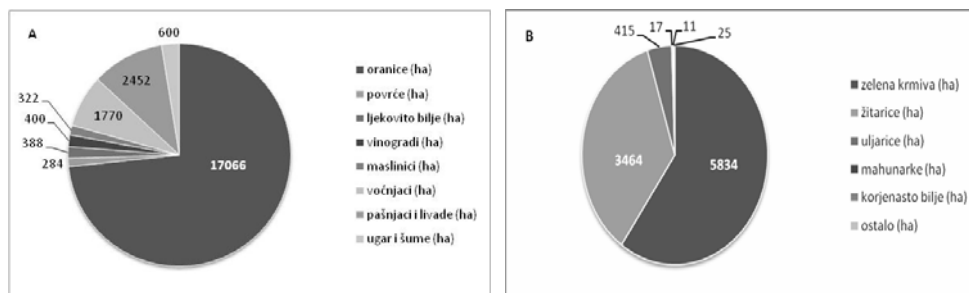 A
600
2452
1770
322
400
388
284
17066
oranice (ha)
povrće (ha)
ljekovito bilje (ha)
vinogradi (ha)
maslinici (ha)
voćnjaci (ha)
pašnjaci i livade (ha)
ugar i šume (ha)
B
415
17
11
25
3464
5834
zelena krmiva (ha)
žitarice (ha)
uljarice (ha)
mahunarke (ha)
korjenasto bilje (ha)
ostalo (ha)